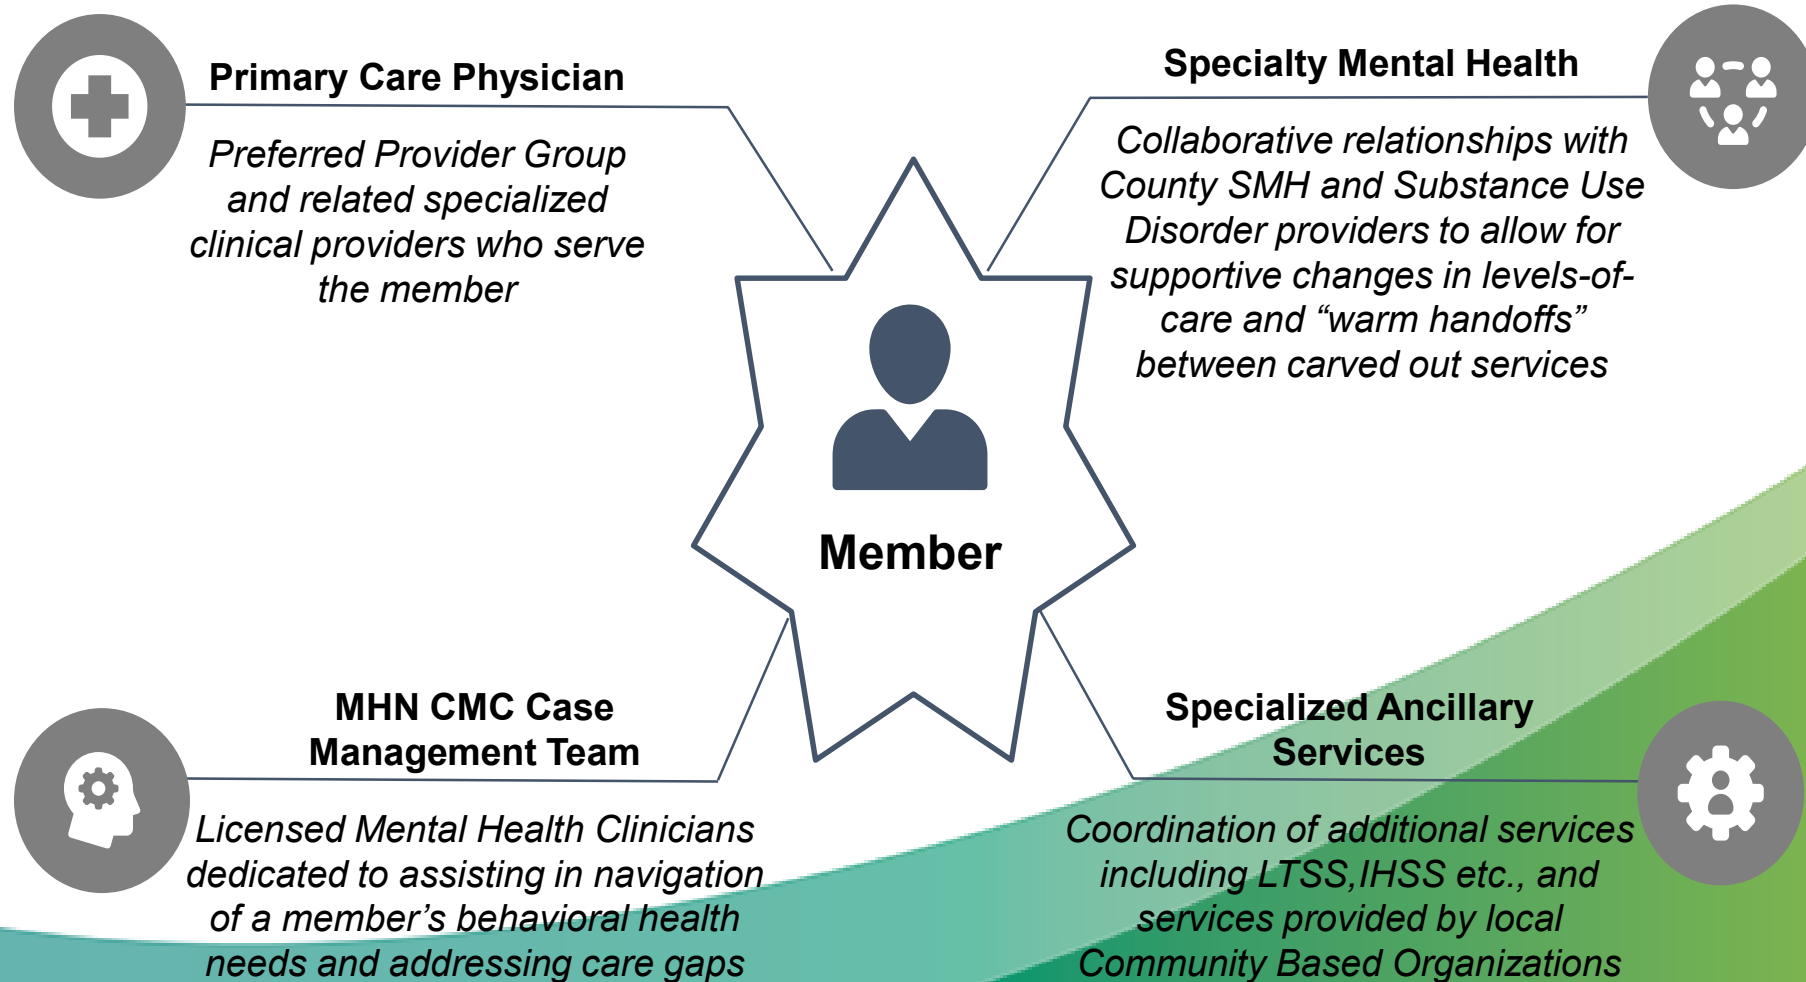 Primary Care Physician
Preferred Provider Group
and related specialized
clinical providers who serve
the member
Specialty Mental Health
Collaborative relationships with
County SMH and Substance Use
Disorder providers to allow for
supportive changes in levels-of-
care and “warm handoffs”
between carved out services
Member
MHN CMC Case
Management Team
Licensed Mental Health Clinicians
dedicated to assisting in navigation
of a member’s behavioral health
needs and addressing care gaps
Specialized Ancillary
Services
Coordination of additional services
including LTSS,IHSS etc., and
services provided by local
Community Based Organizations